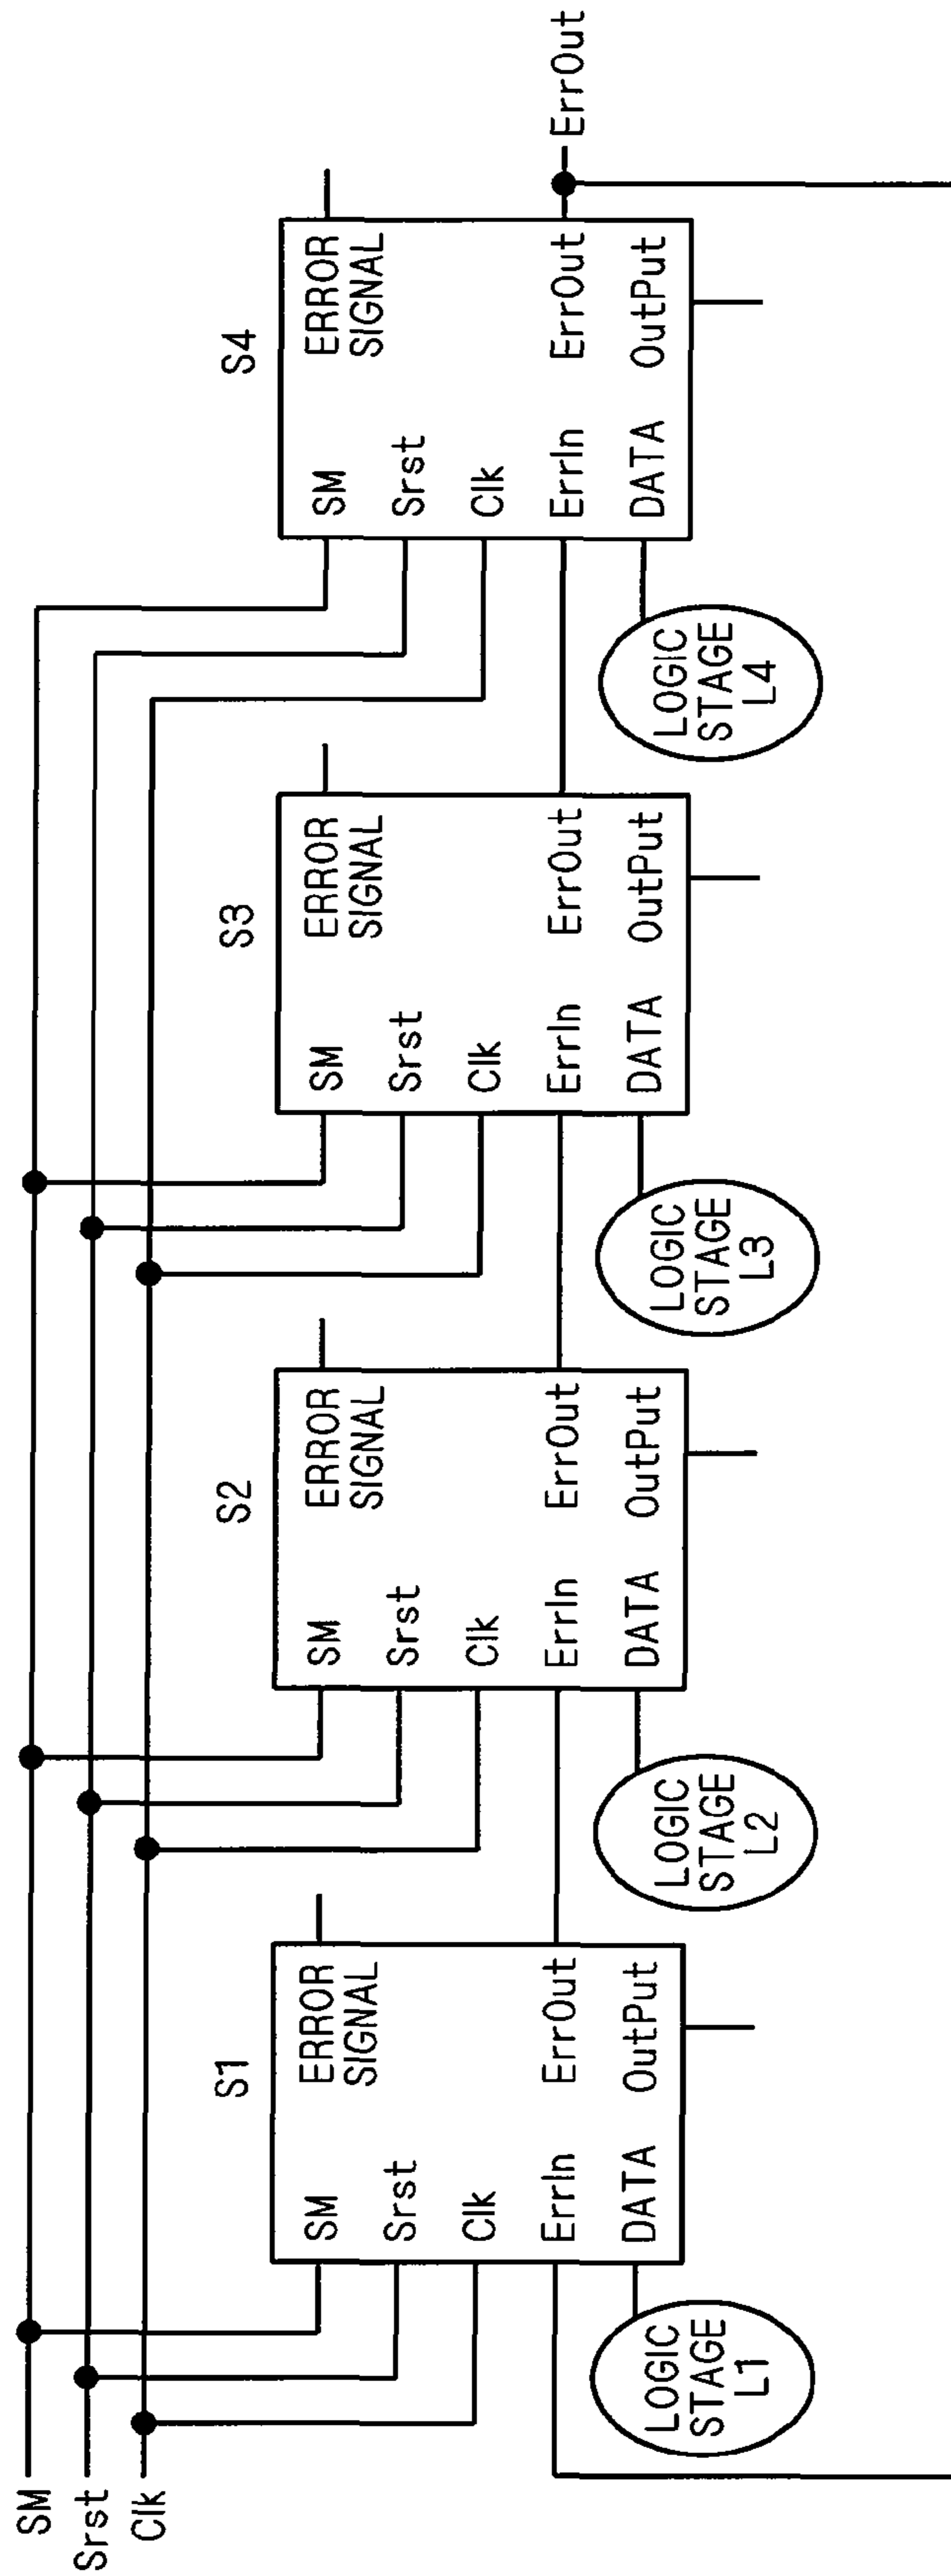 SM
Srst
Clk
S1
SM
Srst
Clk
ErrIn
DATA
ERROR
SIGNAL
ErrOut
OutPut
LOGIC
STAGE
L1
S2
SM
Srst
Clk
ErrIn
DATA
ERROR
SIGNAL
ErrOut
OutPut
LOGIC
STAGE
L2
S3
SM
Srst
Clk
ErrIn
DATA
ERROR
SIGNAL
ErrOut
OutPut
LOGIC
STAGE
L3
S4
SM
Srst
Clk
ErrIn
DATA
ERROR
SIGNAL
ErrOut
OutPut
LOGIC
STAGE
L4
ErrOut